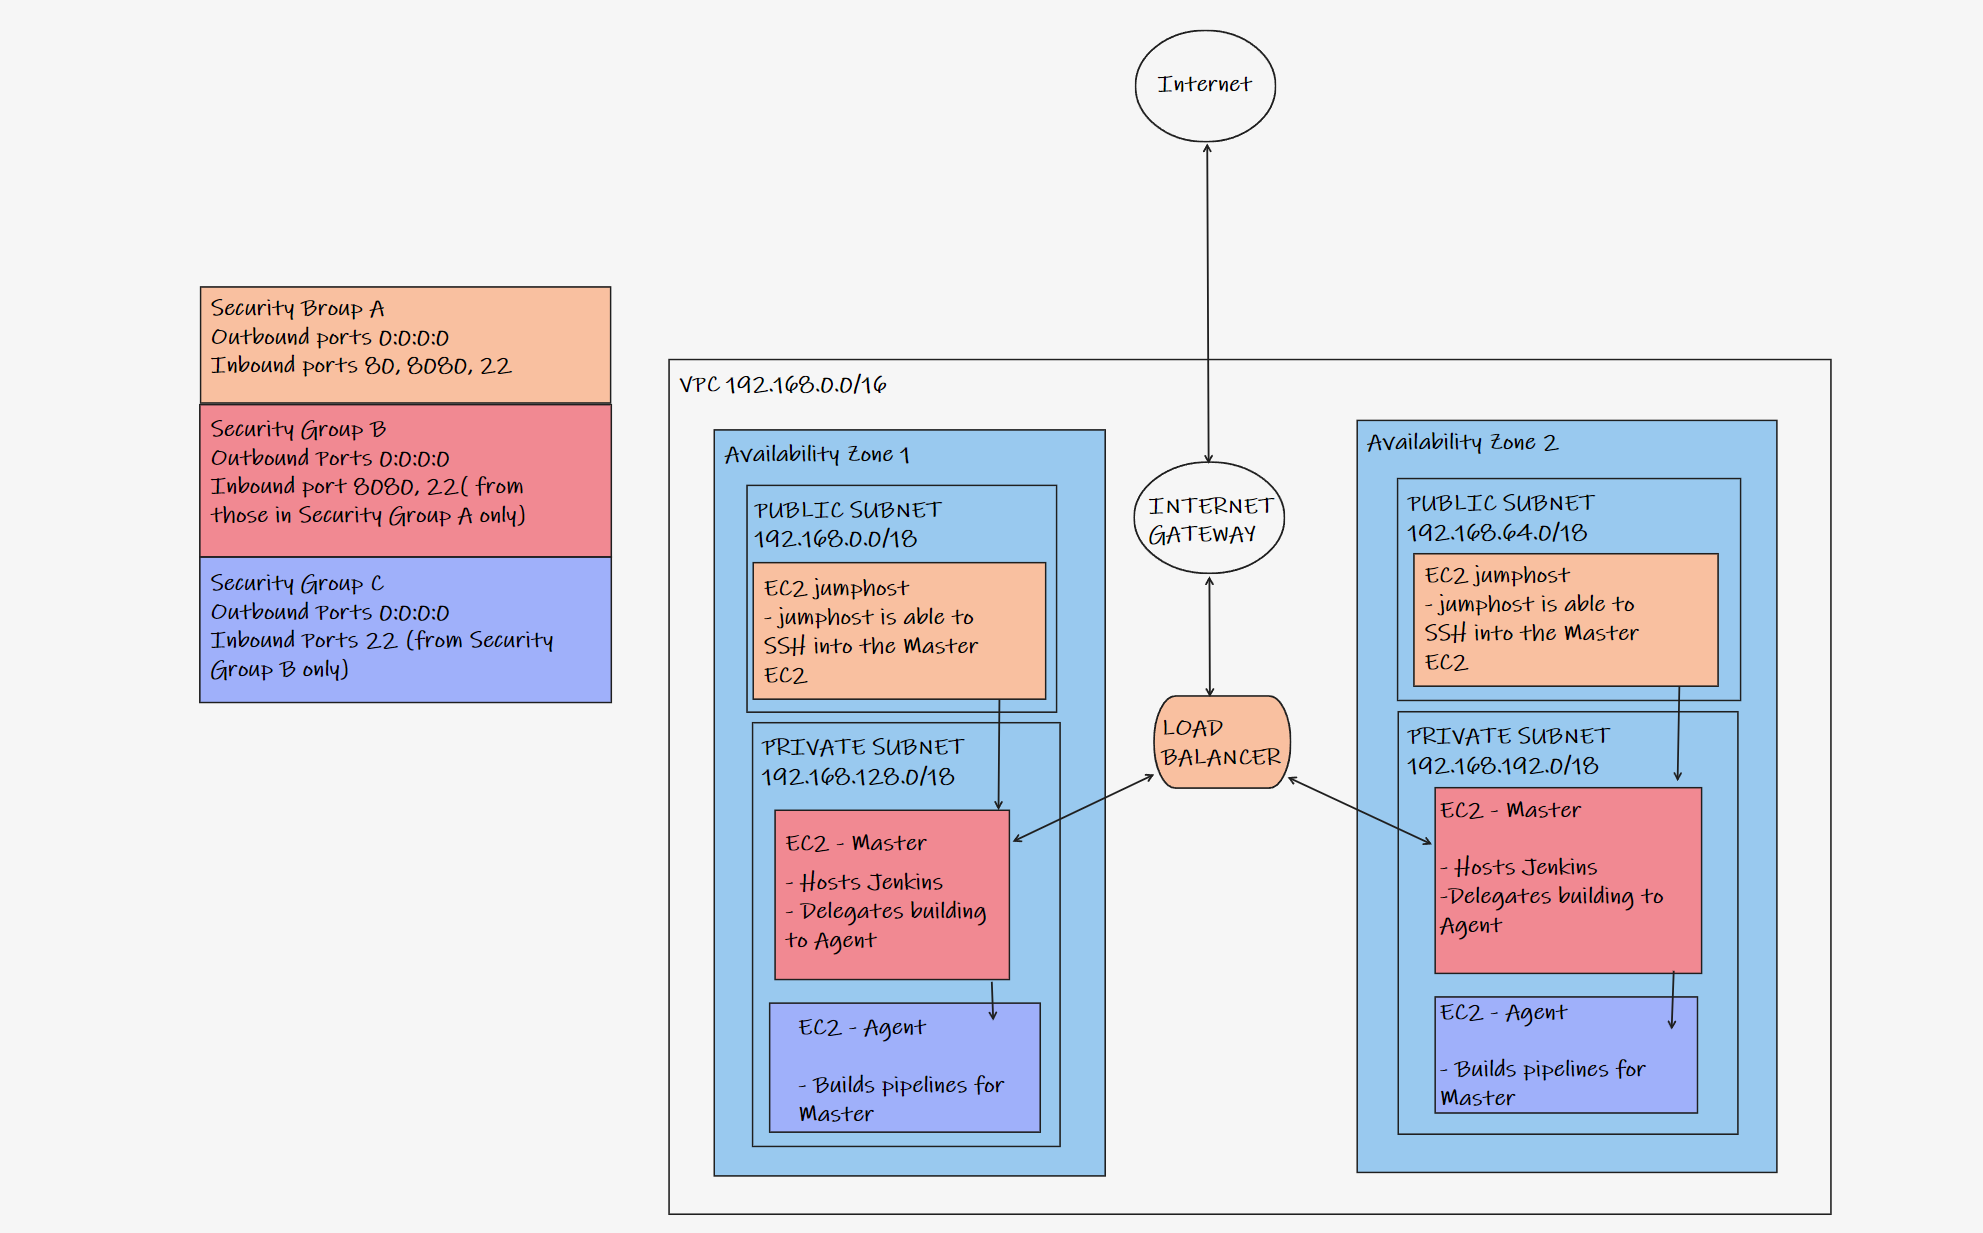 Internet
Security Broup A
Outbound ports 0:0:0:0
Inbound ports 80, 8080, 22
Security Group B
Outbound Ports 0:0:0:0
Inbound port 8080, 22( from
those in Security Group A only)
Security Group C
Outbound Ports 0:0:0:0
Inbound Ports 22 (from Security
Group B only)
VPC 192.168.0.0/16
Availability Zone 1
PUBLIC SUBNET
192.168.0.0/18
EC2 jumphost
- jumphost is able to
SSH into the Master
EC2
PRIVATE SUBNET
192.168.128.0/18
EC2 - Master
- Hosts Jenkins
- Delegates building
to Agent
EC2 - Agent
- Builds pipelines for
Master
INTERNET
GATEWAY
LOAD
BALANCER
Availability Zone 2
PUBLIC SUBNET
192.168.64.0/18
EC2 jumphost
- jumphost is able to
SSH into the Master
EC2
PRIVATE SUBNET
192.168.192.0/18
EC2 - Master
- Hosts Jenkins
-Delegates building to
Agent
EC2 - Agent
- Builds pipelines for
Master